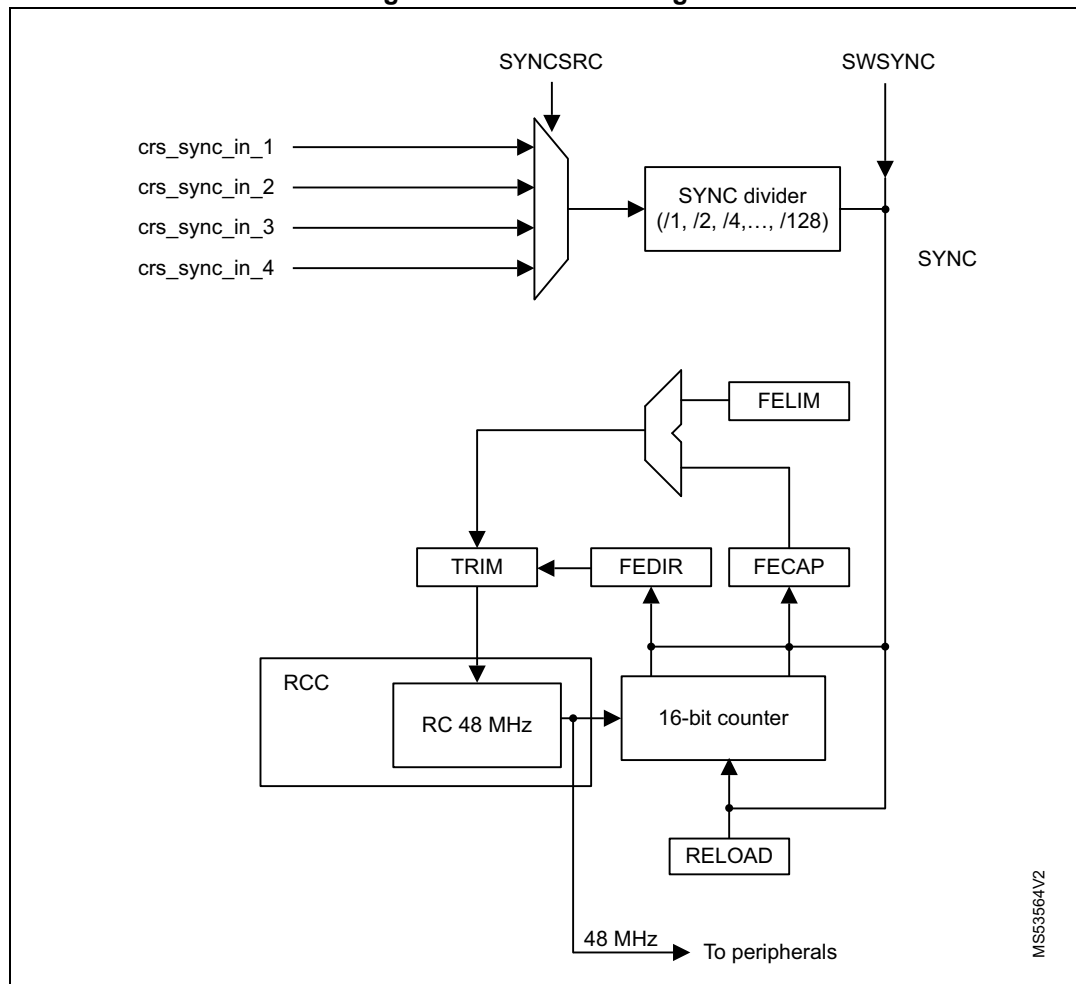 SYNCSRC
SWSYNC
crs_sync_in_1
crs_sync_in_2
crs_sync_in_3
crs_sync_in_4
SYNC divider
(/1, /2, /4,…, /128)
SYNC
FELIM
TRIM
FEDIR
FECAP
RCC
RC 48 MHz
16-bit counter
RELOAD
48 MHz
To peripherals
MS53564V2